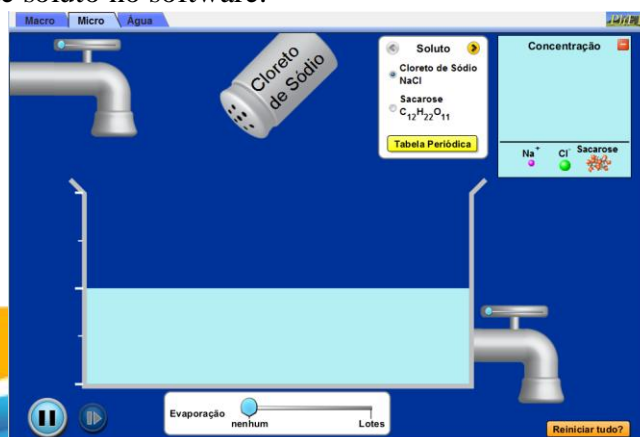 e soluto no software.
Macro Micro Água
PhET
Cloreto
de Sódio
Soluto
Cloreto de Sódio
NaCl
Sacarose
C12H22O11
Tabela Periódica
Concentração
Na+ Cl- Sacarose
Evaporação
nenhum Lotes
Reiniciar tudo?